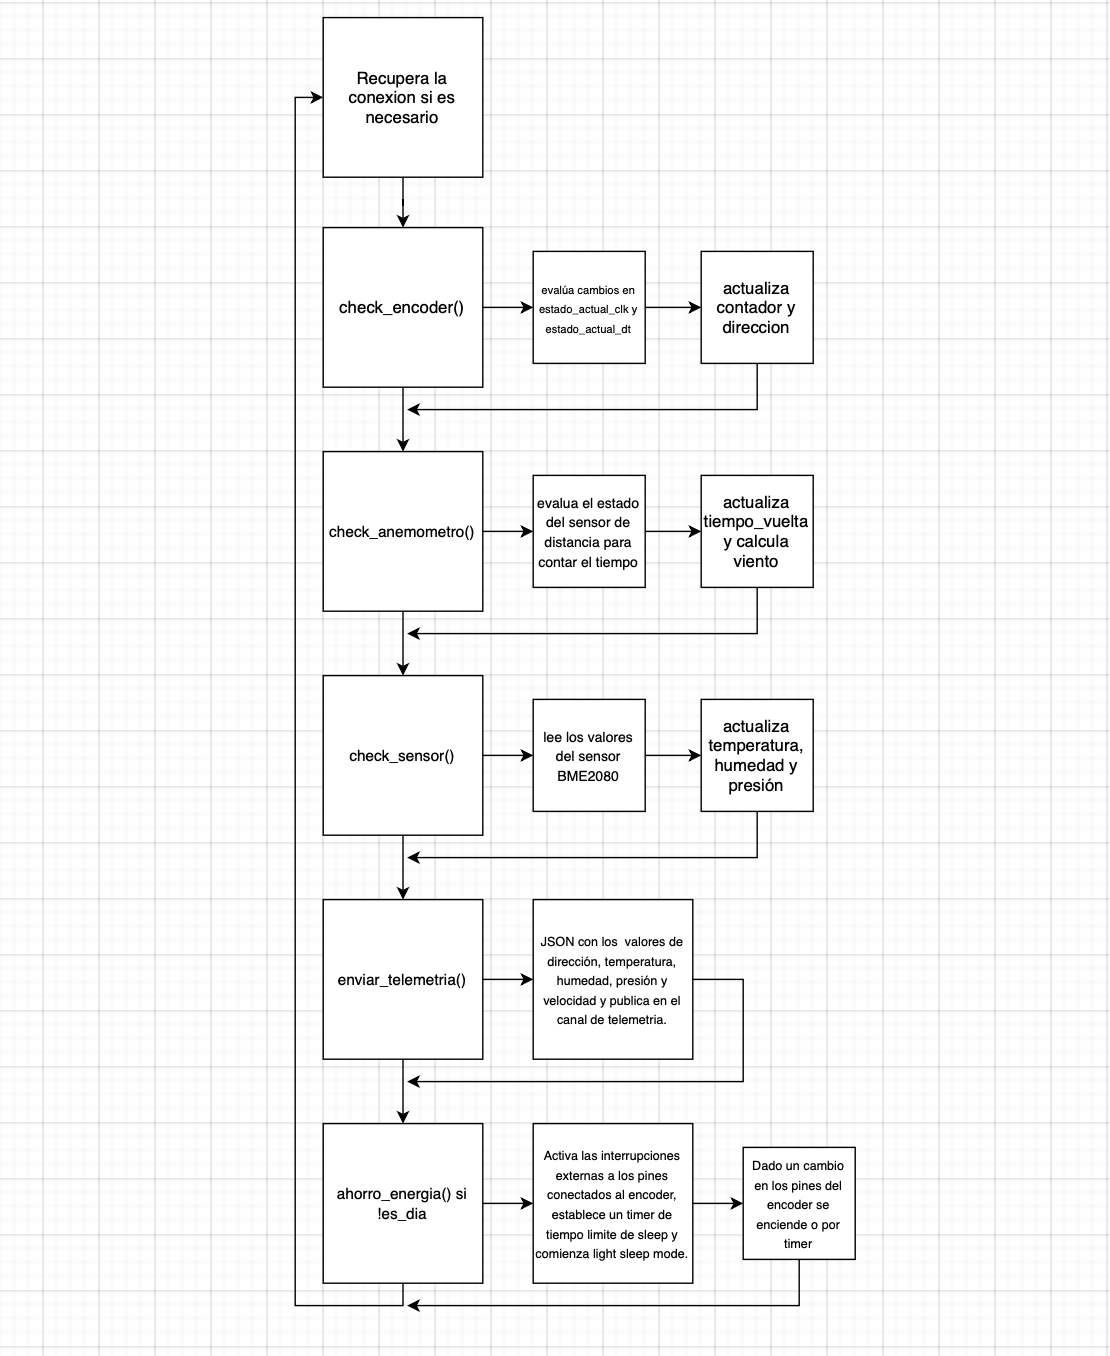 Recupera la
conexion si es
necesario
check_encoder()
evalúa cambios en
estado_actual_clk y
estado_actual_dt
actualiza
contador y
direccion
check_anemometro()
evalua el estado
del sensor de
distancia para
contar el tiempo
actualiza
tiempo_vuelta
y calcula
viento
check_sensor()
lee los valores
del sensor
BME2080
actualiza
temperatura,
humedad y
presión
enviar_telemetria()
JSON con los  valores de
dirección, temperatura,
humedad, presión y
velocidad y publica en el
canal de telemetria.
ahorro_energia() si
!es_dia
Activa las interrupciones
externas a los pines
conectados al encoder,
establece un timer de
tiempo limite de sleep y
comienza light sleep mode.
Dado un cambio
en los pines del
encoder se
enciende o por
timer